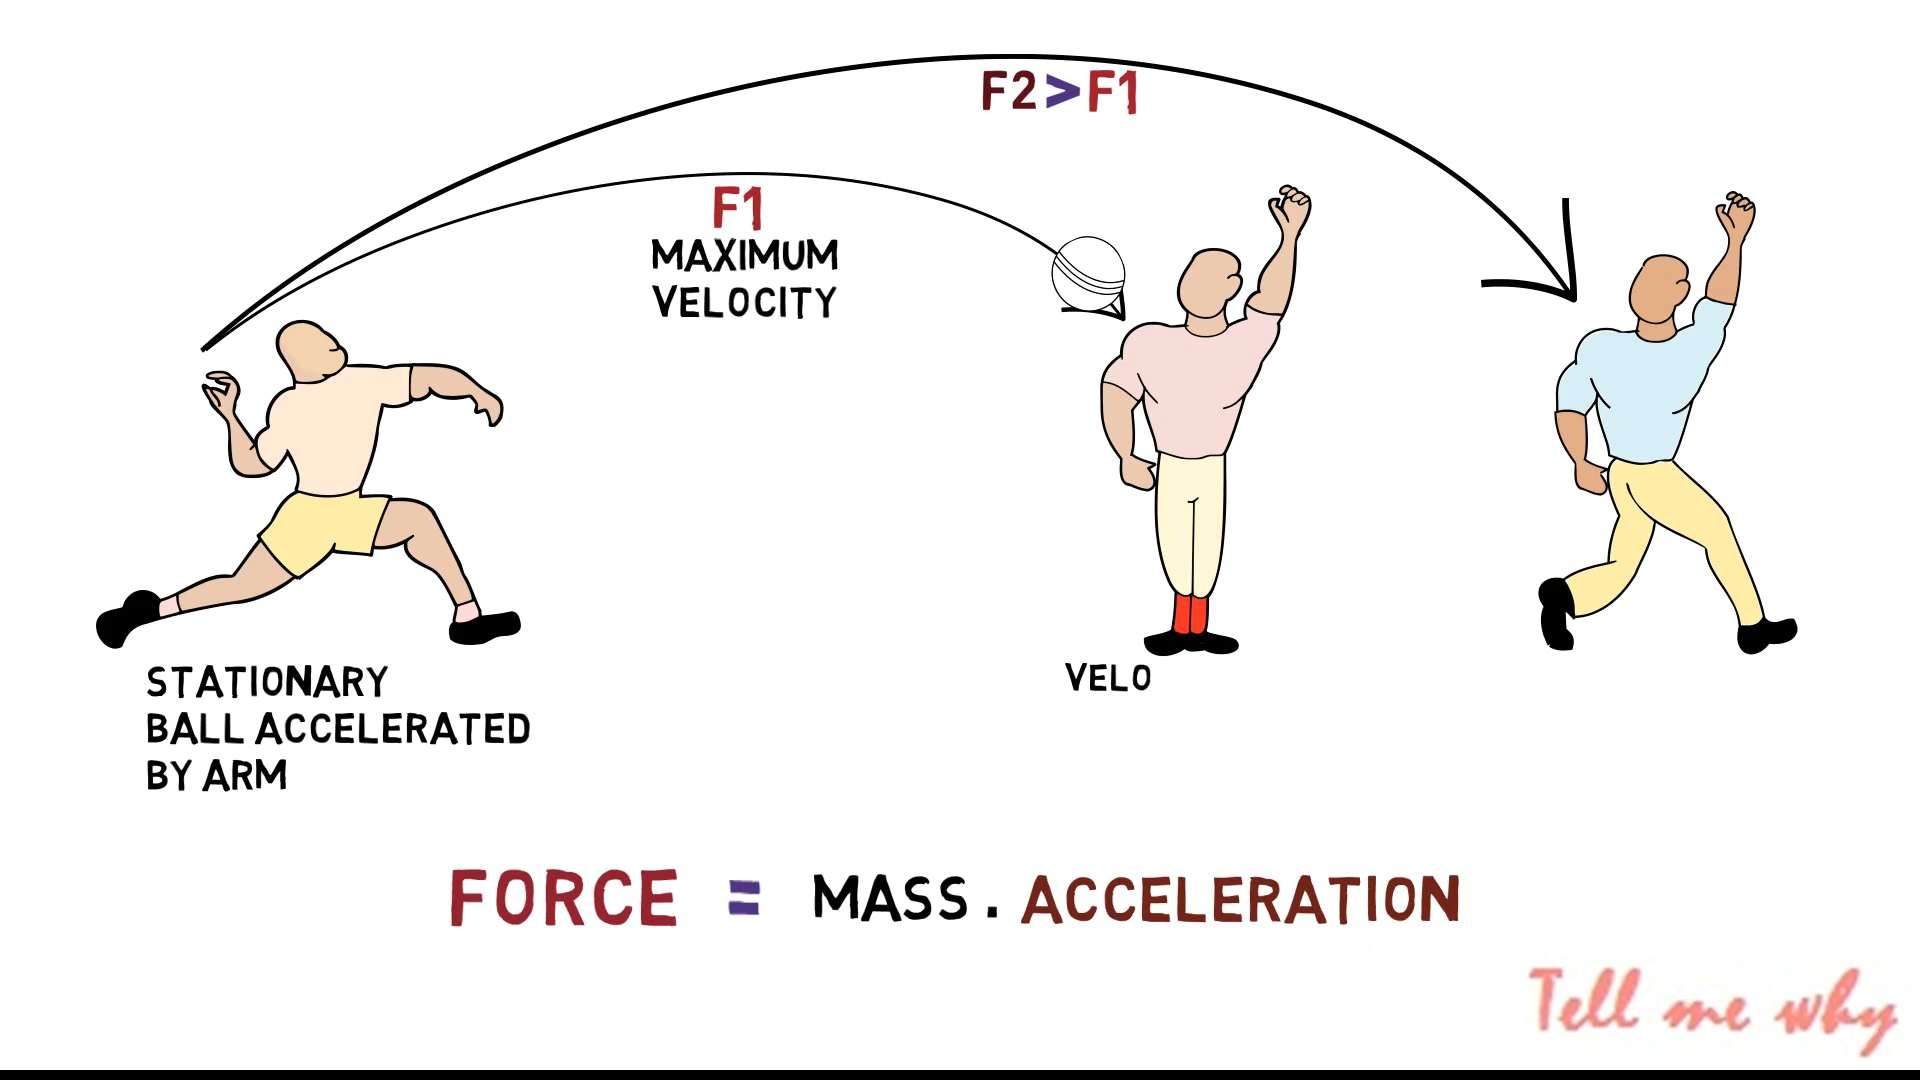 F2>F1
F1
MAXIMUM
VELOCITY
STATIONARY
BALL ACCELERATED
BY ARM
VELO
FORCE = MASS . ACCELERATION
Tell me why